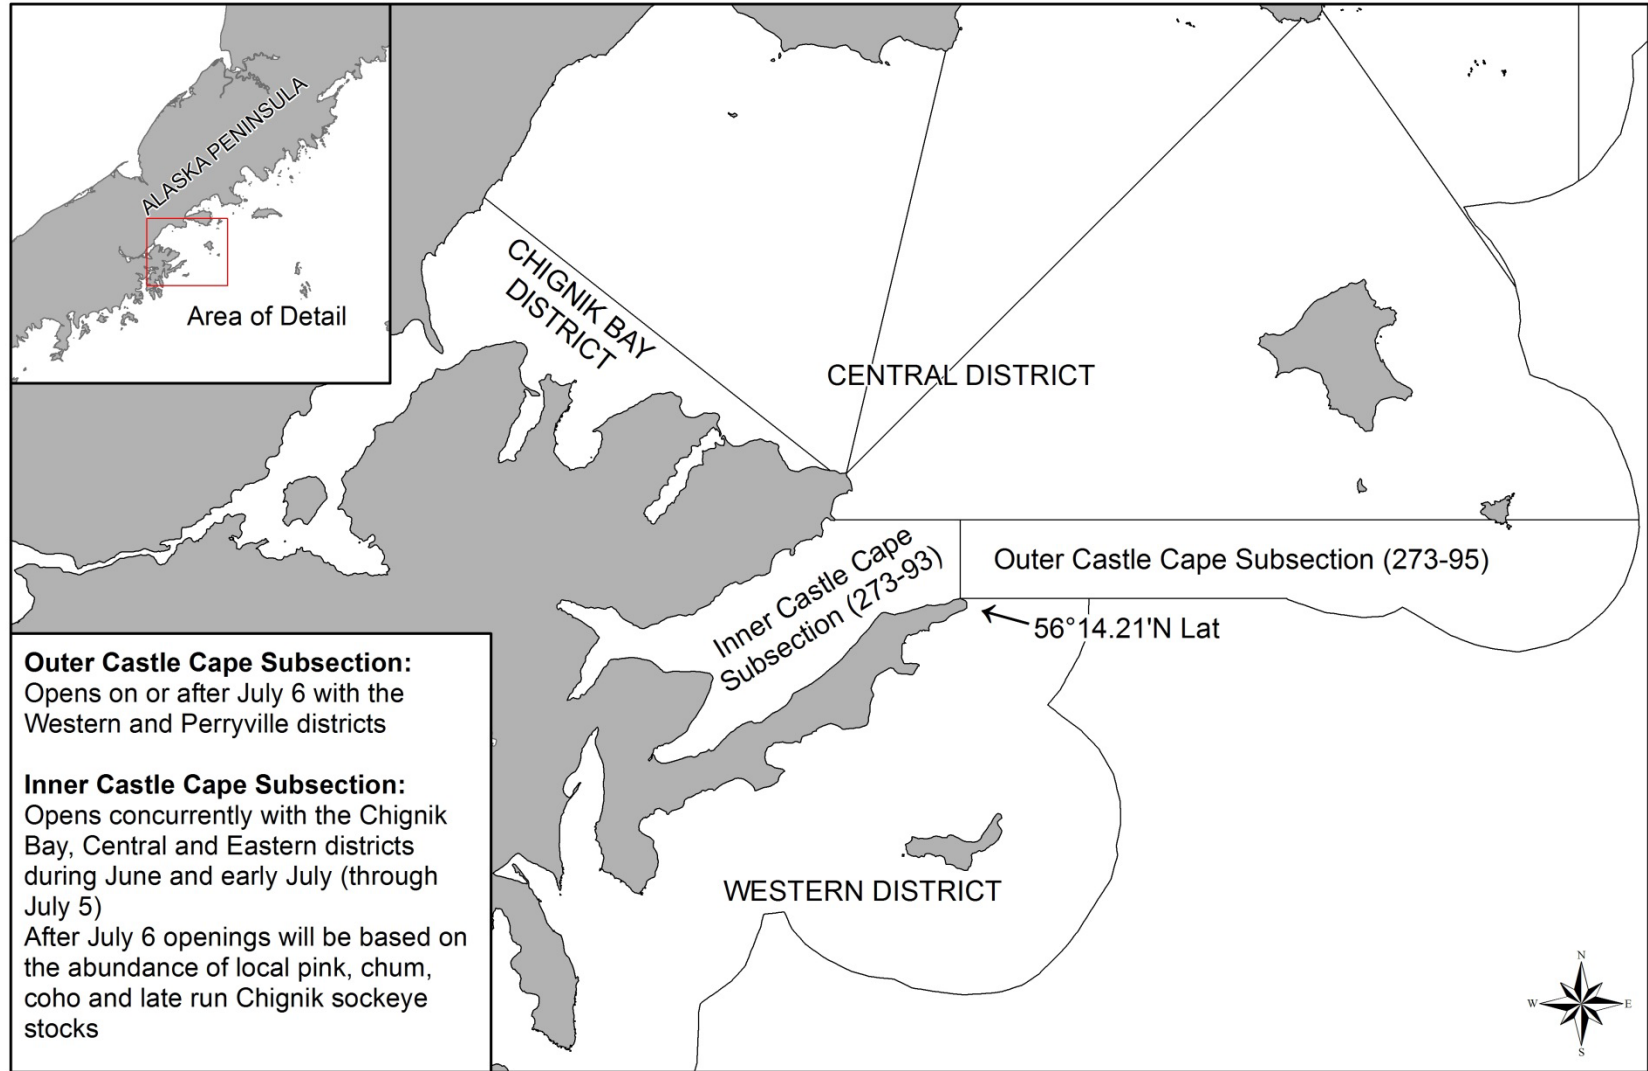 ALASKA PENINSULA
Area of Detail
CHIGNIK BAY
DISTRICT
CENTRAL DISTRICT
Inner Castle Cape
Subsection (273-93)
Outer Castle Cape Subsection (273-95)
56°14.21'N Lat
WESTERN DISTRICT
Outer Castle Cape Subsection:
Opens on or after July 6 with the
Western and Perryville districts
Inner Castle Cape Subsection:
Opens concurrently with the Chignik
Bay, Central and Eastern districts
during June and early July (through
July 5)
After July 6 openings will be based on
the abundance of local pink, chum,
coho and late run Chignik sockeye
stocks
N
W E
S